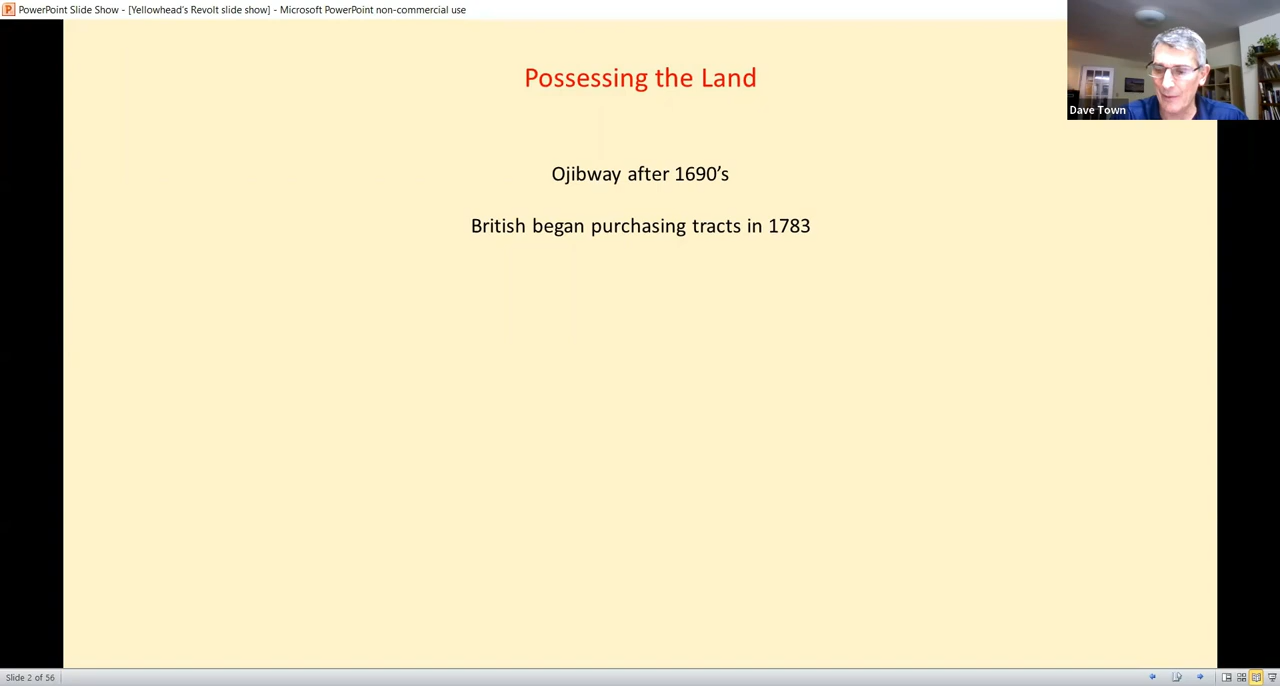 PowerPoint Slide Show - [Yellowhead's Revolt slide show] - Microsoft PowerPoint non-commercial use
Dave Town
Possessing the Land
Ojibway after 1690’s
British began purchasing tracts in 1783
Slide 2 of 56